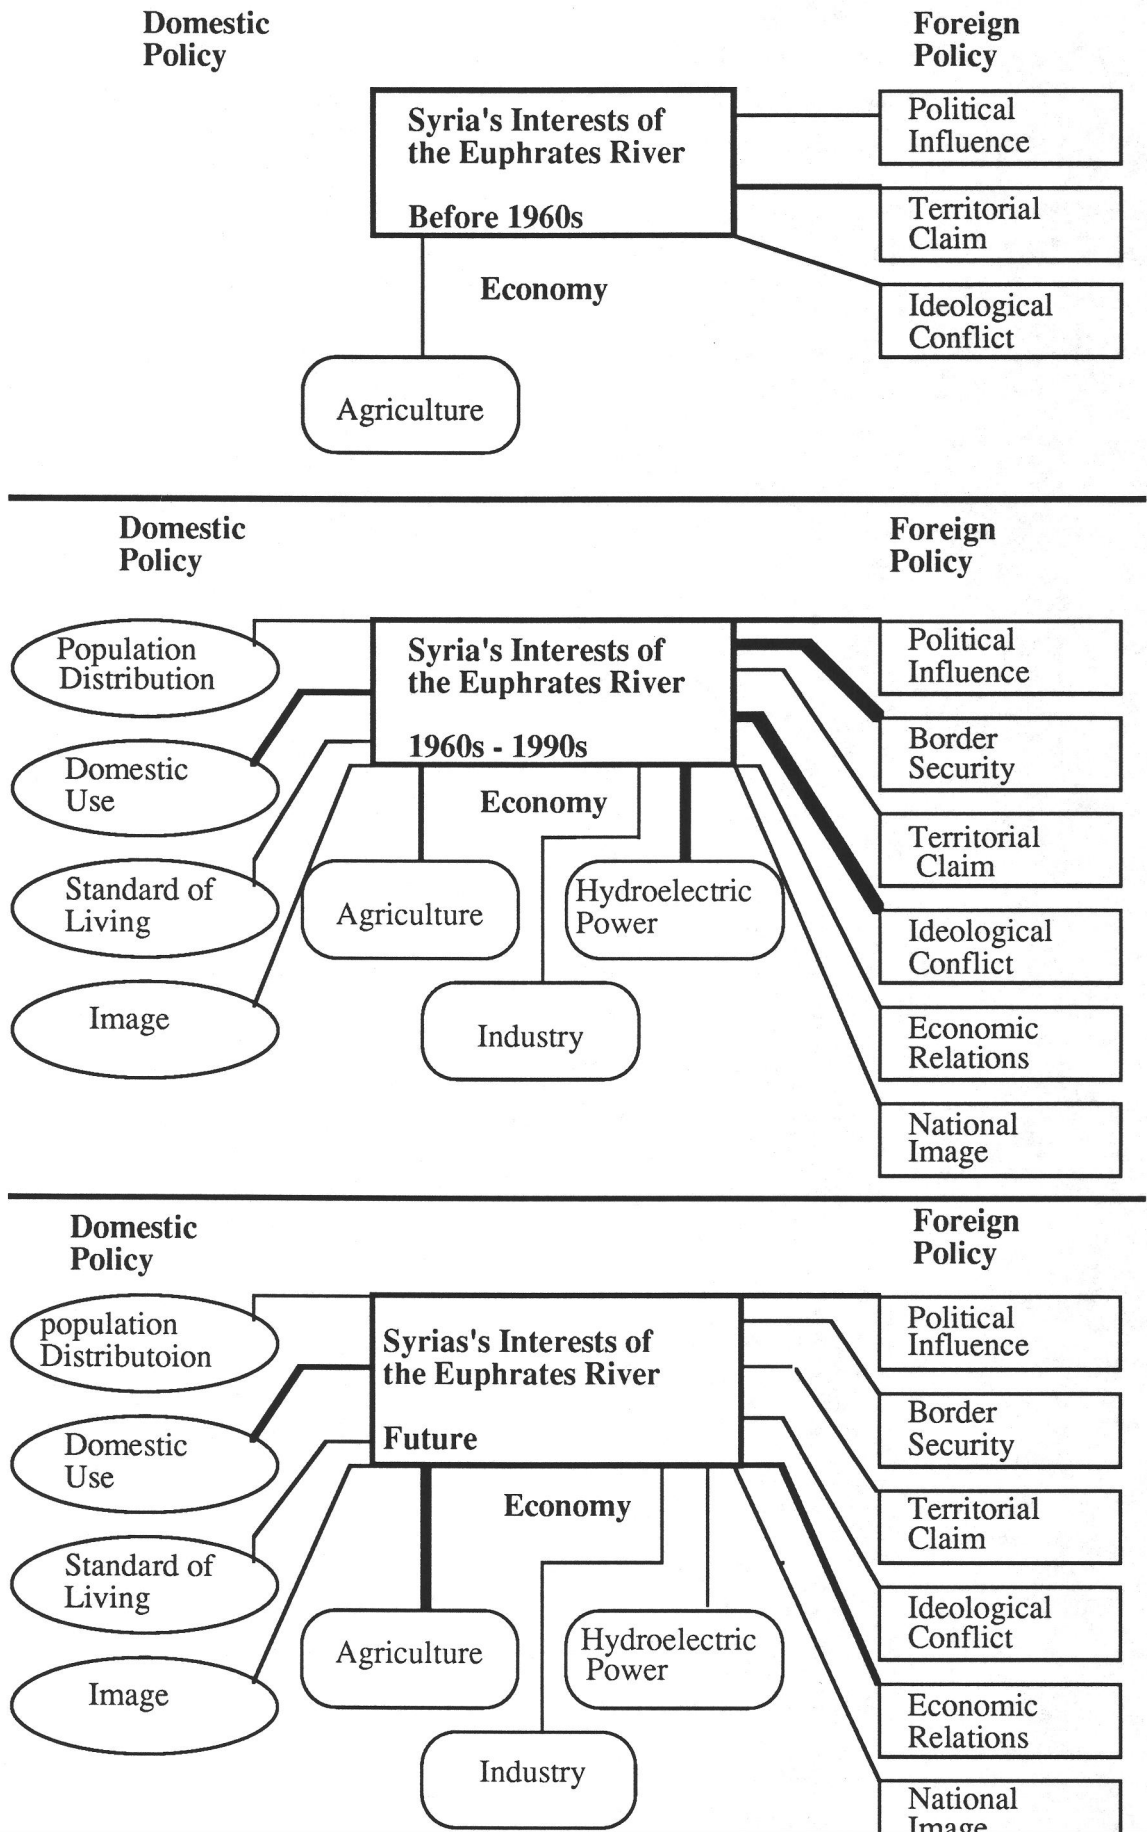 Domestic
Policy
Foreign
Policy
Syria's Interests of
the Euphrates River
Before 1960s
Political
Influence
Territorial
Claim
Ideological
Conflict
Economy
Agriculture
Domestic
Policy
Foreign
Policy
Population
Distribution
Domestic
Use
Standard of
Living
Image
Syria's Interests of
the Euphrates River
1960s - 1990s
Economy
Agriculture
Hydroelectric
Power
Industry
Political
Influence
Border
Security
Territorial
Claim
Ideological
Conflict
Economic
Relations
National
Image
Domestic
Policy
Foreign
Policy
population
Distributoion
Domestic
Use
Standard of
Living
Image
Syrias's Interests of
the Euphrates River
Future
Economy
Agriculture
Hydroelectric
Power
Industry
Political
Influence
Border
Security
Territorial
Claim
Ideological
Conflict
Economic
Relations
National
Image